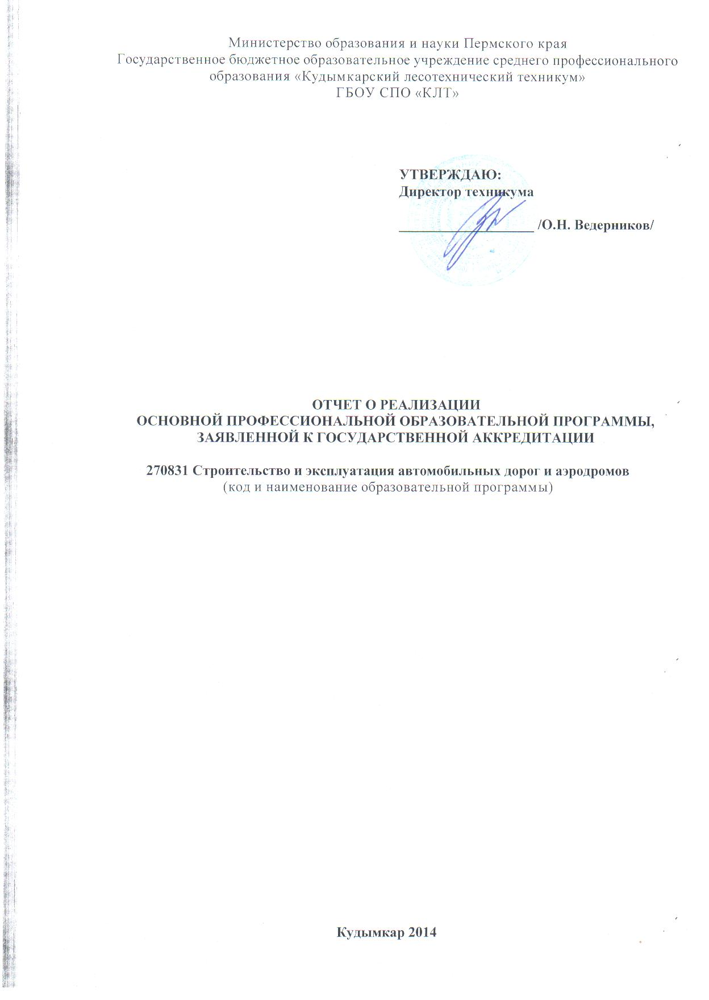 Министерство образования и науки Пермского края
Государственное бюджетное образовательное учреждение среднего профессионального
образования «Кудымкарский лесотехнический техникум»
ГБОУ СПО «КЛТ»
УТВЕРЖДАЮ:
Директор техникума
/О.Н. Ведерников/
ОТЧЕТ О РЕАЛИЗАЦИИ
ОСНОВНОЙ ПРОФЕССИОНАЛЬНОЙ ОБРАЗОВАТЕЛЬНОЙ ПРОГРАММЫ,
ЗАЯВЛЕННОЙ К ГОСУДАРСТВЕННОЙ АККРЕДИТАЦИИ
270831 Строительство и эксплуатация автомобильных дорог и аэродромов
(код и наименование образовательной программы)
Кудымкар 2014